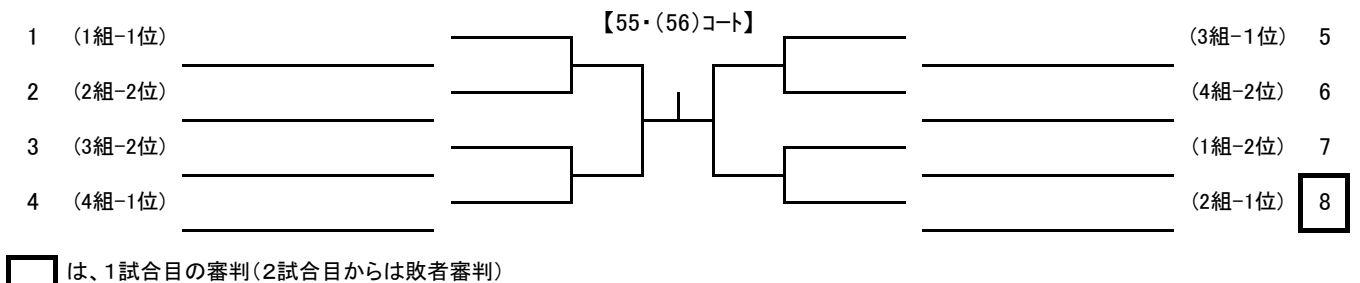 【55・(56)コート】
1 (1組-1位)
2 (2組-2位)
3 (3組-2位)
4 (4組-1位)
(3組-1位) 5
(4組-2位) 6
(1組-2位) 7
(2組-1位) 8
は、1試合目の審判(2試合目からは敗者審判)